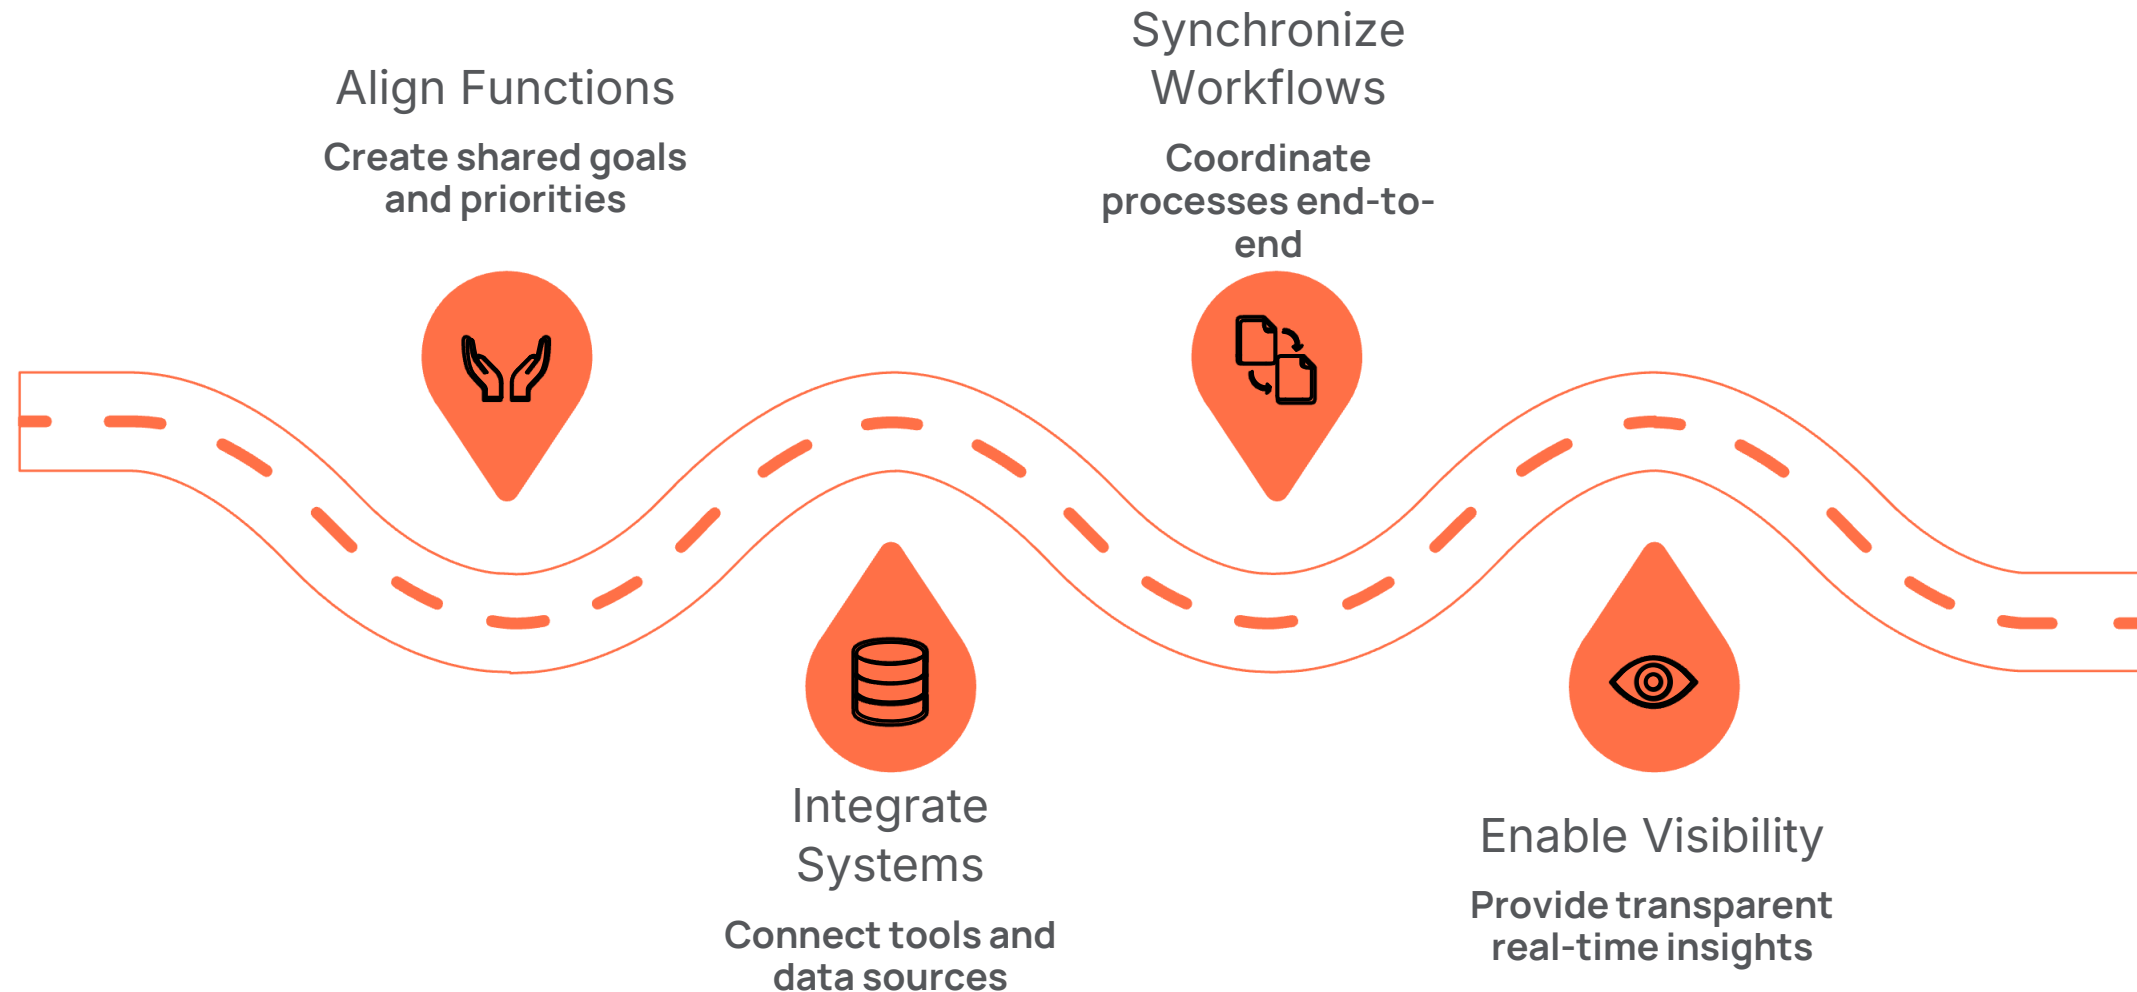 Align Functions
Create shared goals
and priorities
Integrate
Systems
Connect tools and
data sources
Synchronize
Workflows
Coordinate
processes end-to-
end
Enable Visibility
Provide transparent
real-time insights